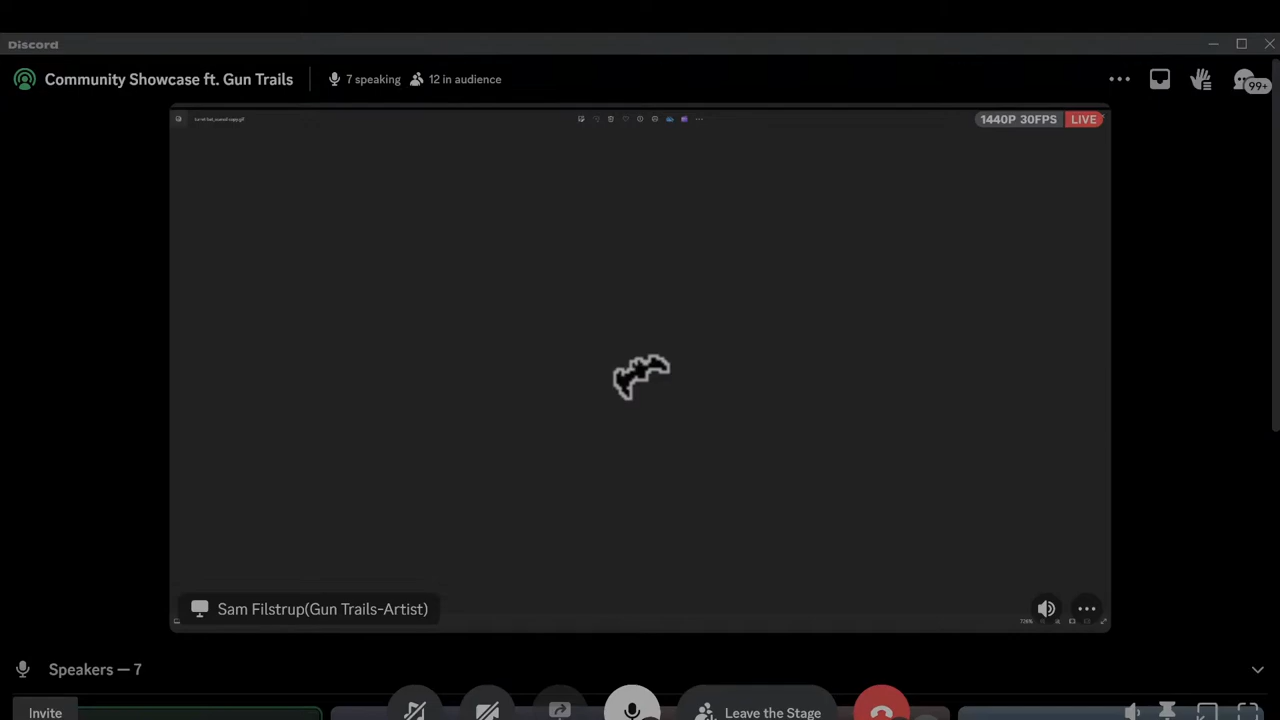 Discord
Community Showcase ft. Gun Trails
7 speaking
12 in audience
99+
1440P 30FPS
LIVE
Sam Filstrup(Gun Trails-Artist)
726%
Speakers — 7
Invite
Leave the Stage